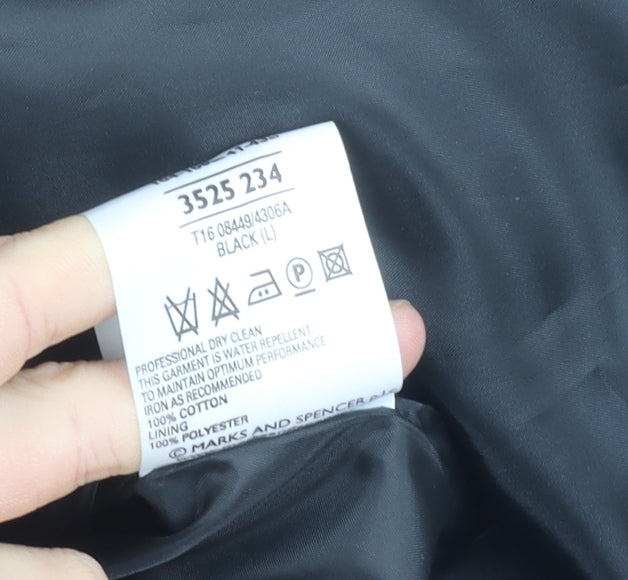 3525 234
T16 08449/4306A
BLACK (L)
P
PROFESSIONAL DRY CLEAN
THIS GARMENT IS WATER REPELLENT
TO MAINTAIN OPTIMUM PERFORMANCE
IRON AS RECOMMENDED
100% COTTON
LINING
100% POLYESTER
© MARKS AND SPENCER plc